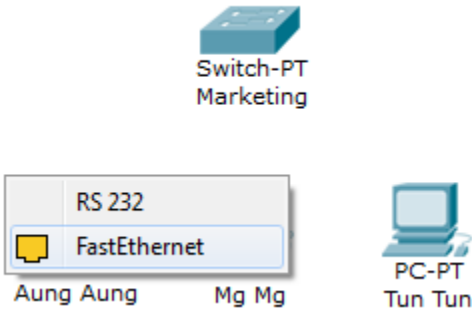 Switch-PT
Marketing
RS 232
FastEthernet
PC-PT
Aung Aung
Mg Mg
Tun Tun